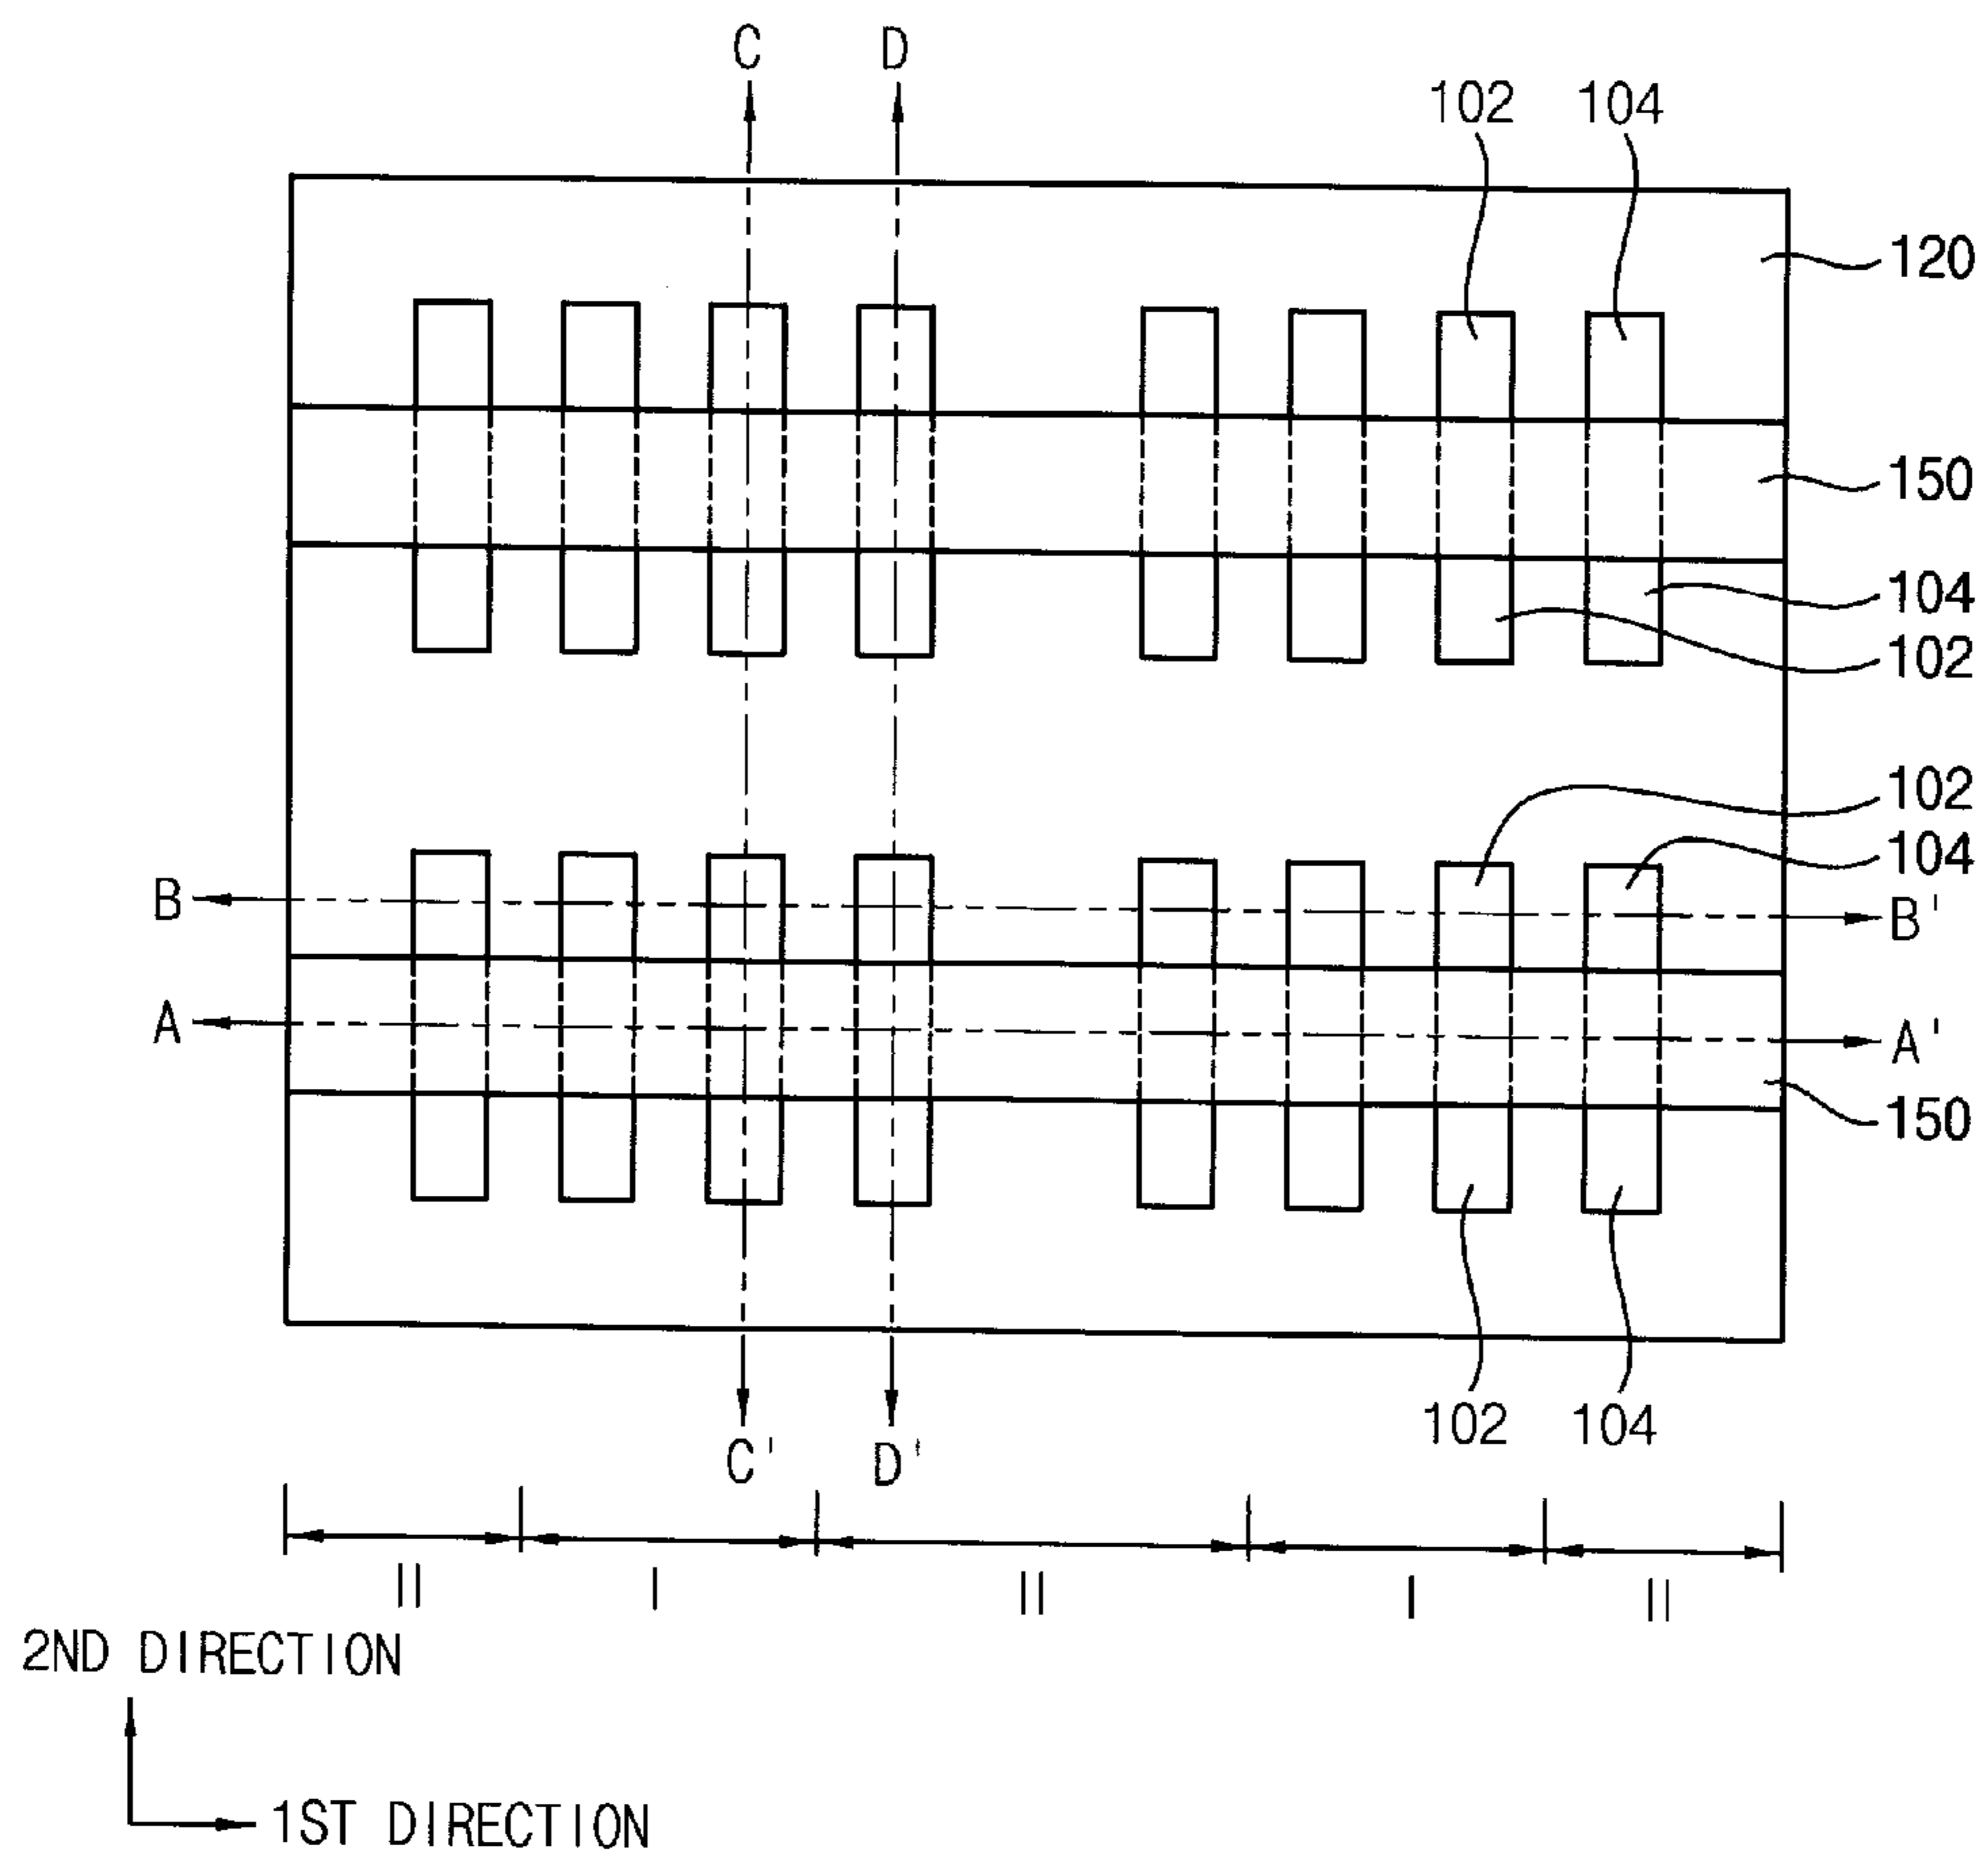 C D
102 104
120
150
104
102
102
104
B B'
A A'
150
102 104
C' D'
II I II I II
2ND DIRECTION
1ST DIRECTION